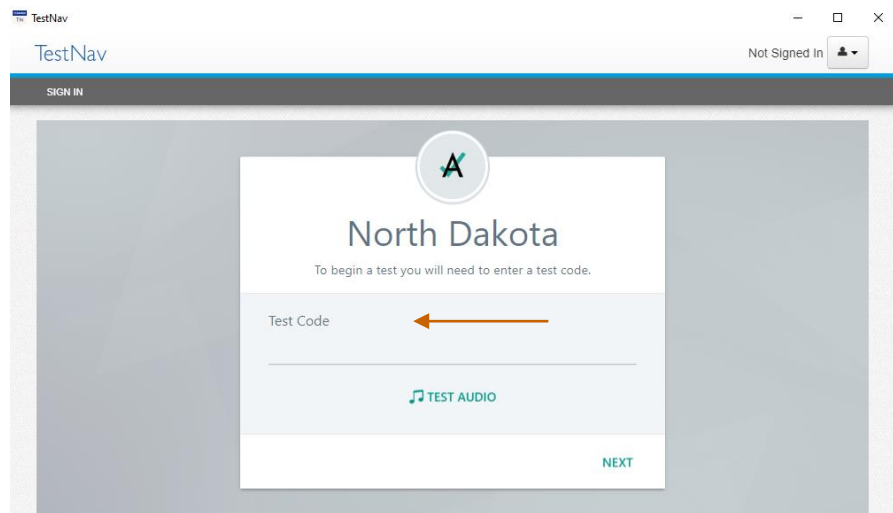 TestNav
TestNav
Not Signed In
SIGN IN
North Dakota
To begin a test you will need to enter a test code.
Test Code
TEST AUDIO
NEXT